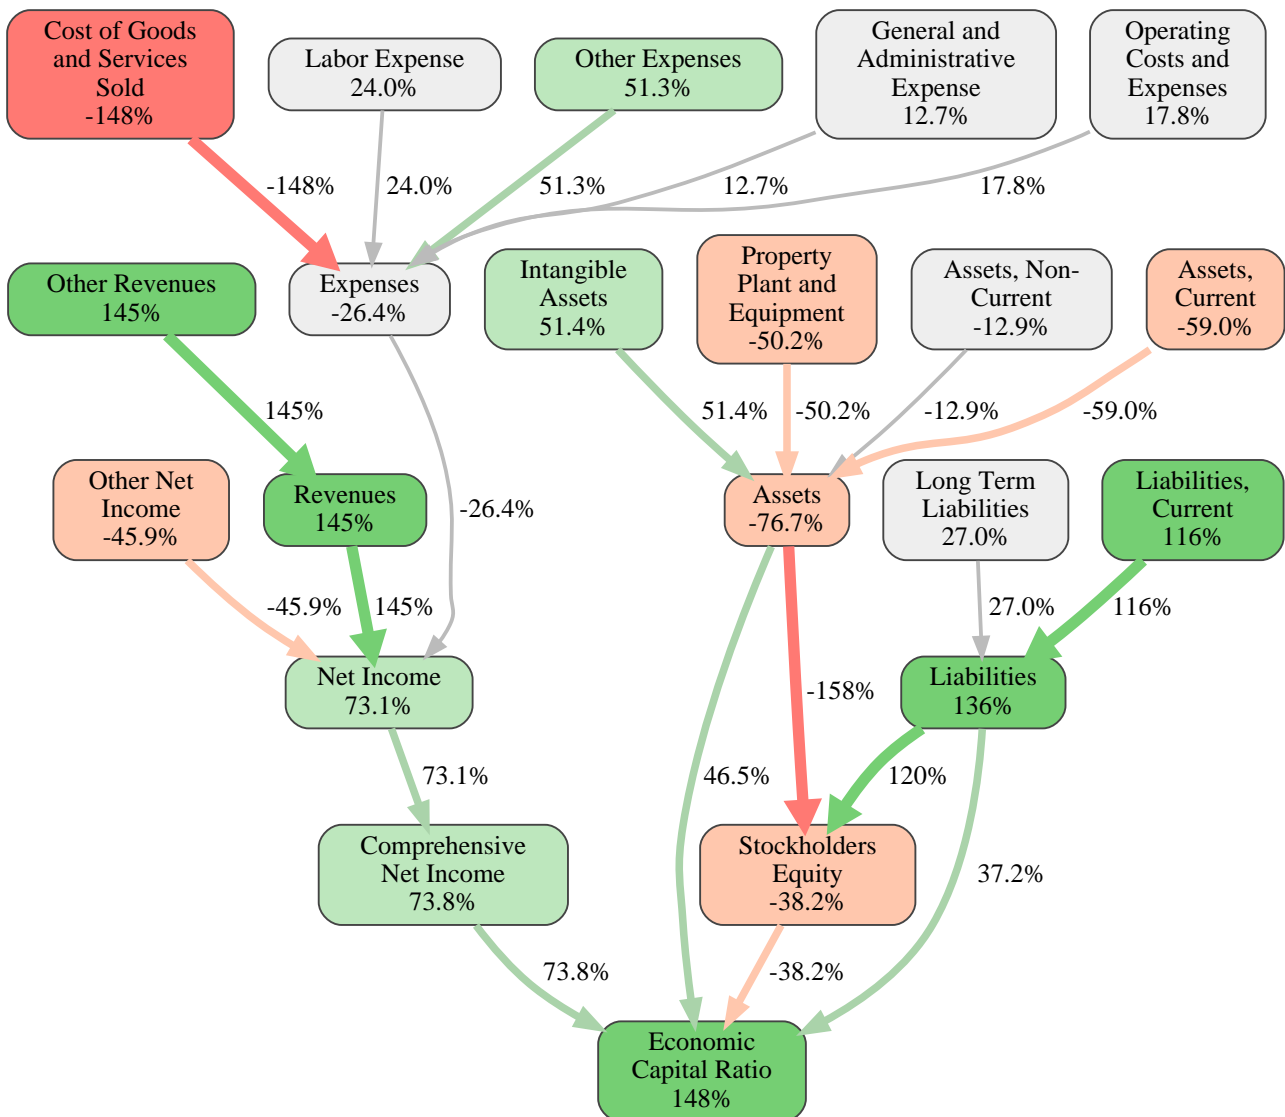 Cost of Goods
and Services
Sold
-148%
Labor Expense
24.0%
Other Expenses
51.3%
General and
Administrative
Expense
12.7%
Operating
Costs and
Expenses
17.8%
-148%
24.0%
51.3%
12.7%
17.8%
Other Revenues
145%
Expenses
-26.4%
Intangible
Assets
51.4%
Property
Plant and
Equipment
-50.2%
Assets, Non-
Current
-12.9%
Assets,
Current
-59.0%
145%
51.4%
-50.2%
-12.9%
-59.0%
Other Net
Income
-45.9%
Revenues
145%
-26.4%
Assets
-76.7%
Long Term
Liabilities
27.0%
Liabilities,
Current
116%
-45.9%
145%
27.0%
116%
Net Income
73.1%
-158%
Liabilities
136%
73.1%
46.5%
120%
Comprehensive
Net Income
73.8%
Stockholders
Equity
-38.2%
37.2%
73.8%
-38.2%
Economic
Capital Ratio
148%